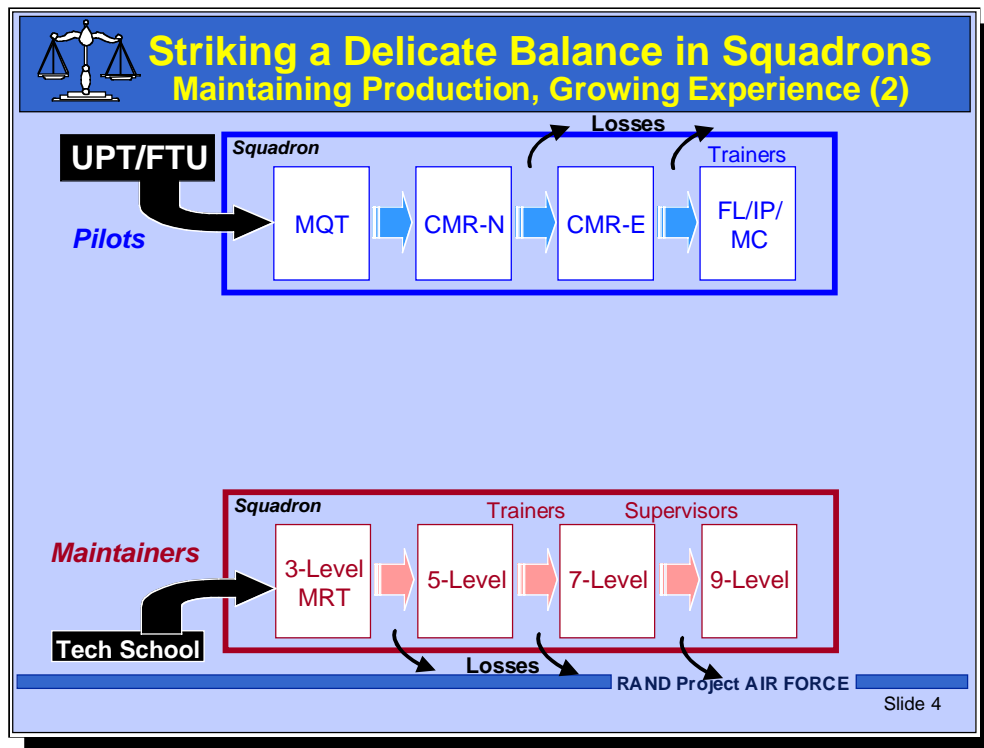 Striking a Delicate Balance in Squadrons
Maintaining Production, Growing Experience (2)
Losses
UPT/FTU
Squadron
Trainers
Pilots
MQT
CMR-N
CMR-E
FL/IP/
MC
Squadron
Trainers
Supervisors
Maintainers
3-Level
MRT
5-Level
7-Level
9-Level
Tech School
Losses
RAND Project AIR FORCE
Slide 4